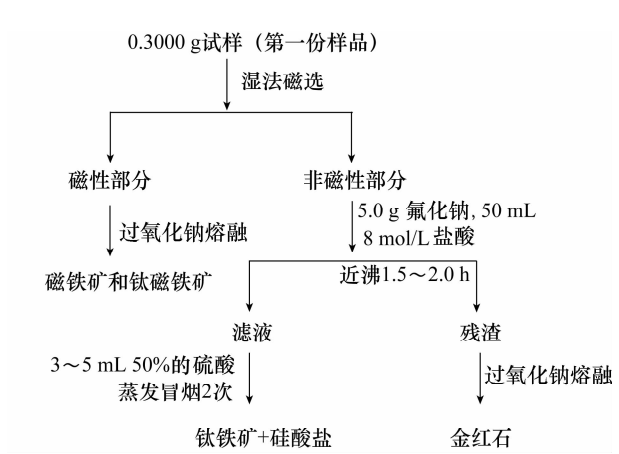 0.3000 g试样（第一份样品）
湿法磁选
磁性部分
非磁性部分
过氧化钠熔融
5.0 g 氟化钠, 50 mL
8 mol/L 盐酸
磁铁矿和钛磁铁矿
近沸1.5～2.0 h
滤液
残渣
3～5 mL 50%的硫酸
蒸发冒烟2次
过氧化钠熔融
钛铁矿+硅酸盐
金红石